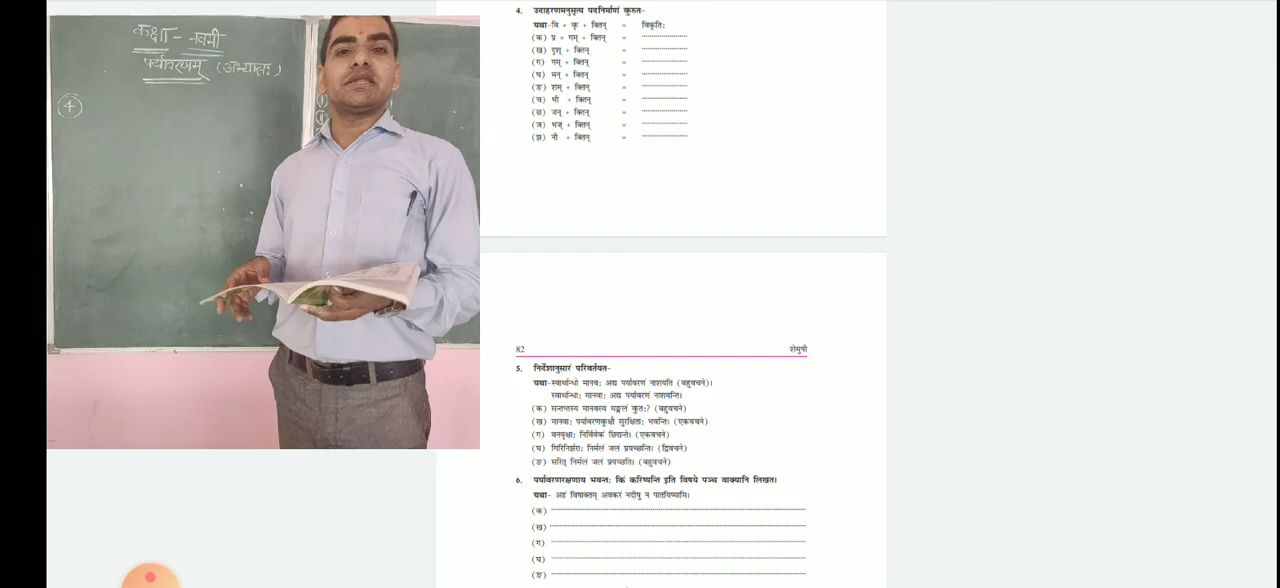 कक्षा - नवमी
पर्यावरणम् (अभ्यासः)
4
4. उदाहरणमनुसृत्य पदनिर्माणं कुरुत-
यथा-वि + कृ + क्तिन् = विकृतिः
(क) प्र + गम् + क्तिन् = ....................
(ख) दृश् + क्तिन् = ....................
(ग) गम् + क्तिन् = ....................
(घ) मन् + क्तिन् = ....................
(ङ) शम् + क्तिन् = ....................
(च) भी + क्तिन् = ....................
(छ) जन् + क्तिन् = ....................
(ज) भज् + क्तिन् = ....................
(झ) नी + क्तिन् = ....................
82 शेमुषी
5. निर्देशानुसारं परिवर्तयत-
यथा-स्वार्थान्धो मानवः अद्य पर्यावरणं नाशयति (बहुवचने)।
स्वार्थान्धाः मानवाः अद्य पर्यावरणं नाशयन्ति।
(क) सन्तप्तस्य मानवस्य मङ्गलं कुतः? (बहुवचने)
(ख) मानवाः पर्यावरणकुक्षौ सुरक्षिताः भवन्ति। (एकवचने)
(ग) वनवृक्षाः निर्विवेकं छिद्यन्ते। (एकवचने)
(घ) गिरिनिर्झराः निर्मलं जलं प्रयच्छन्ति। (द्विवचने)
(ङ) सरित् निर्मलं जलं प्रयच्छति। (बहुवचने)
6. पर्यावरणरक्षणाय भवन्तः किं करिष्यन्ति इति विषये पञ्च वाक्यानि लिखत।
यथा- अहं विषाक्तम् अवकरं नदीषु न पातयिष्यामि।
(क) ....................
(ख) ....................
(ग) ....................
(घ) ....................
(ङ) ....................